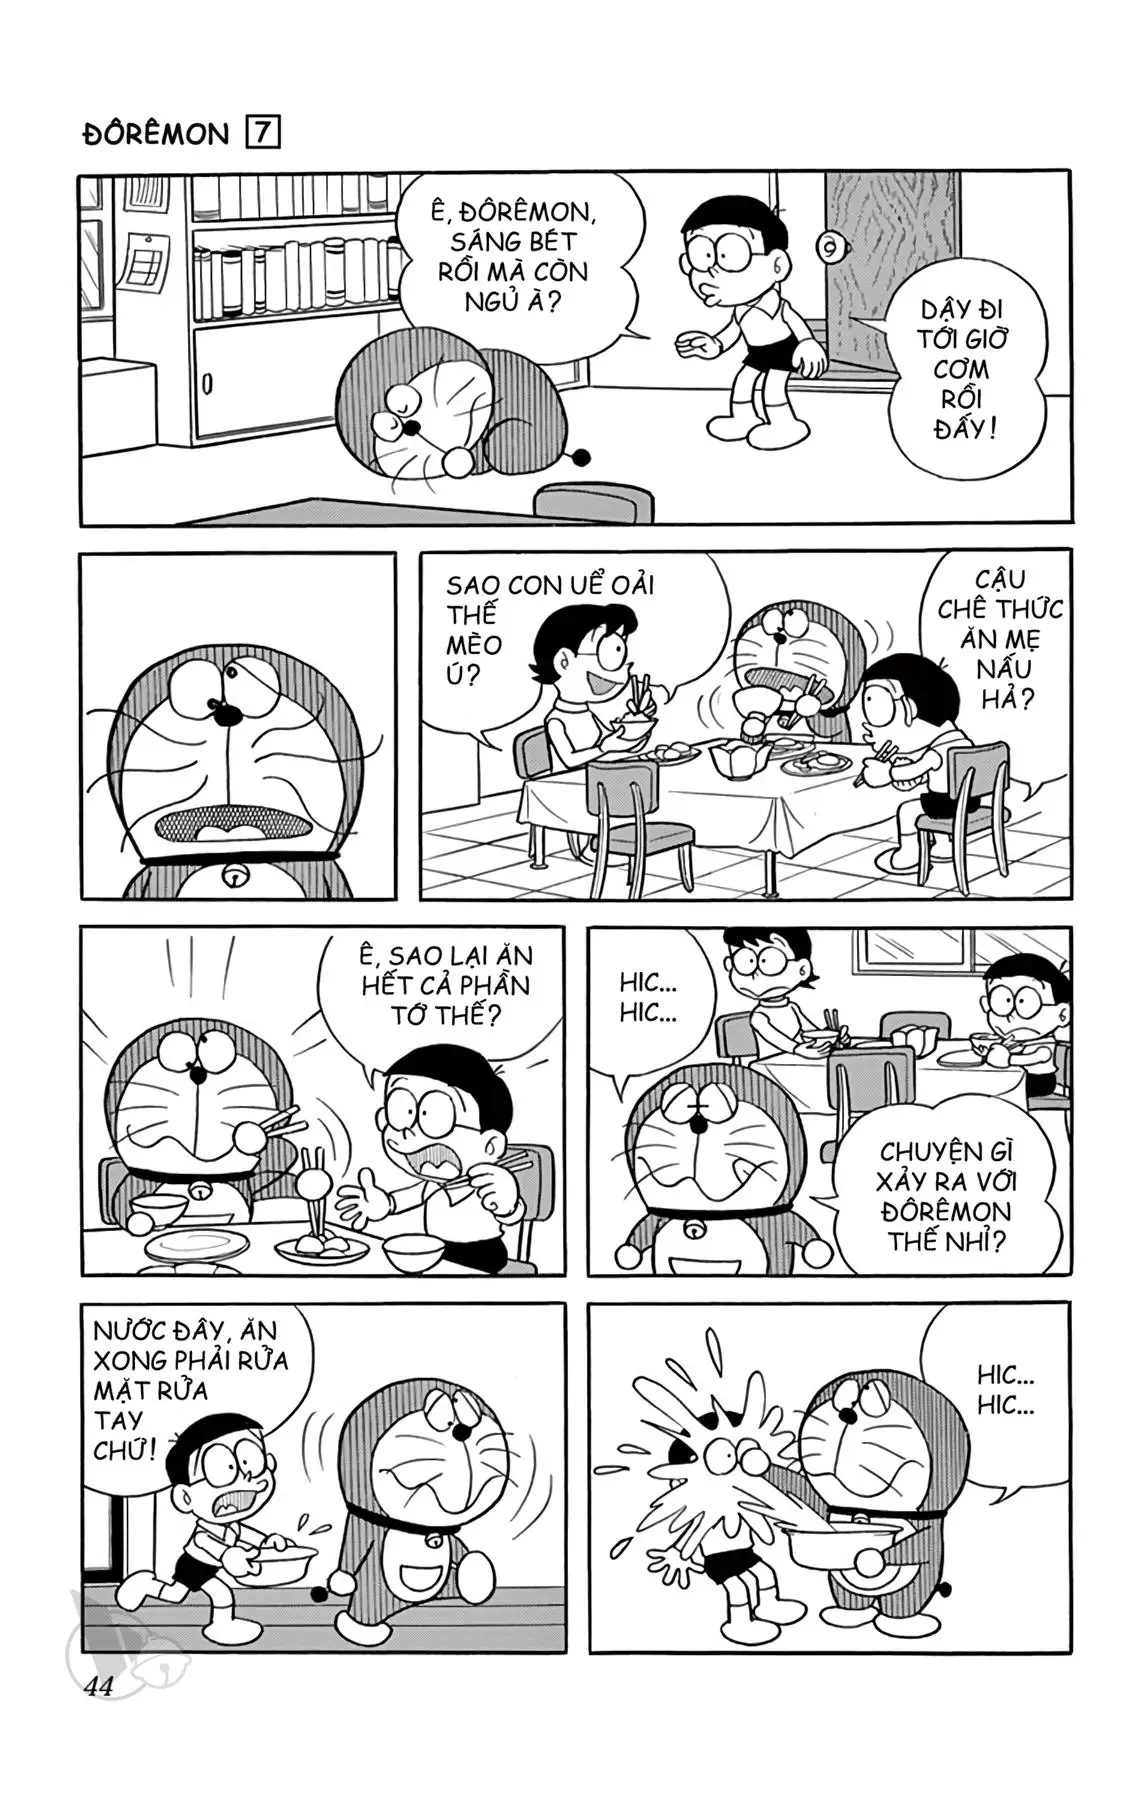 ĐÔRÊMON 7
Ê, ĐÔRÊMON,
SÁNG BÉT
RỒI MÀ CÒN
NGỦ À?
DẬY ĐI
TỚI GIỜ
CƠM
RỒI
ĐẤY!
SAO CON UỂ OẢI
THẾ
MÈO
Ú?
CẬU
CHÊ THỨC
ĂN MẸ
NẤU
HẢ?
Ê, SAO LẠI ĂN
HẾT CẢ PHẦN
TỚ THẾ?
HIC...
HIC...
CHUYỆN GÌ
XẢY RA VỚI
ĐÔRÊMON
THẾ NHỈ?
NƯỚC ĐÂY, ĂN
XONG PHẢI RỬA
MẶT RỬA
TAY
CHỨ!
HIC...
HIC...
44